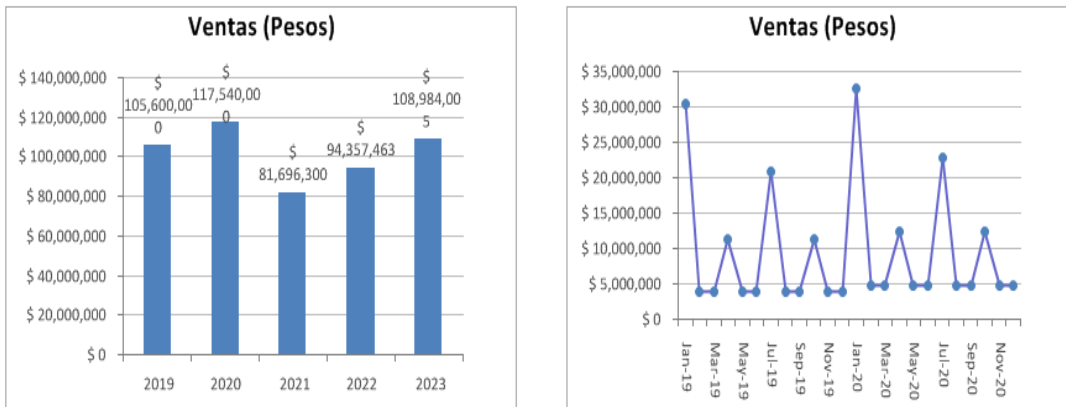 Ventas (Pesos)
$ 140,000,000
$ 120,000,000
$ 100,000,000
$ 80,000,000
$ 60,000,000
$ 40,000,000
$ 20,000,000
$ 0
$
105,600,00
0
$
117,540,00
0
$
81,696,300
$
94,357,463
$
108,984,00
5
2019 2020 2021 2022 2023
Ventas (Pesos)
$ 35,000,000
$ 30,000,000
$ 25,000,000
$ 20,000,000
$ 15,000,000
$ 10,000,000
$ 5,000,000
$ 0
Jan-19
Mar-19
May-19
Jul-19
Sep-19
Nov-19
Jan-20
Mar-20
May-20
Jul-20
Sep-20
Nov-20